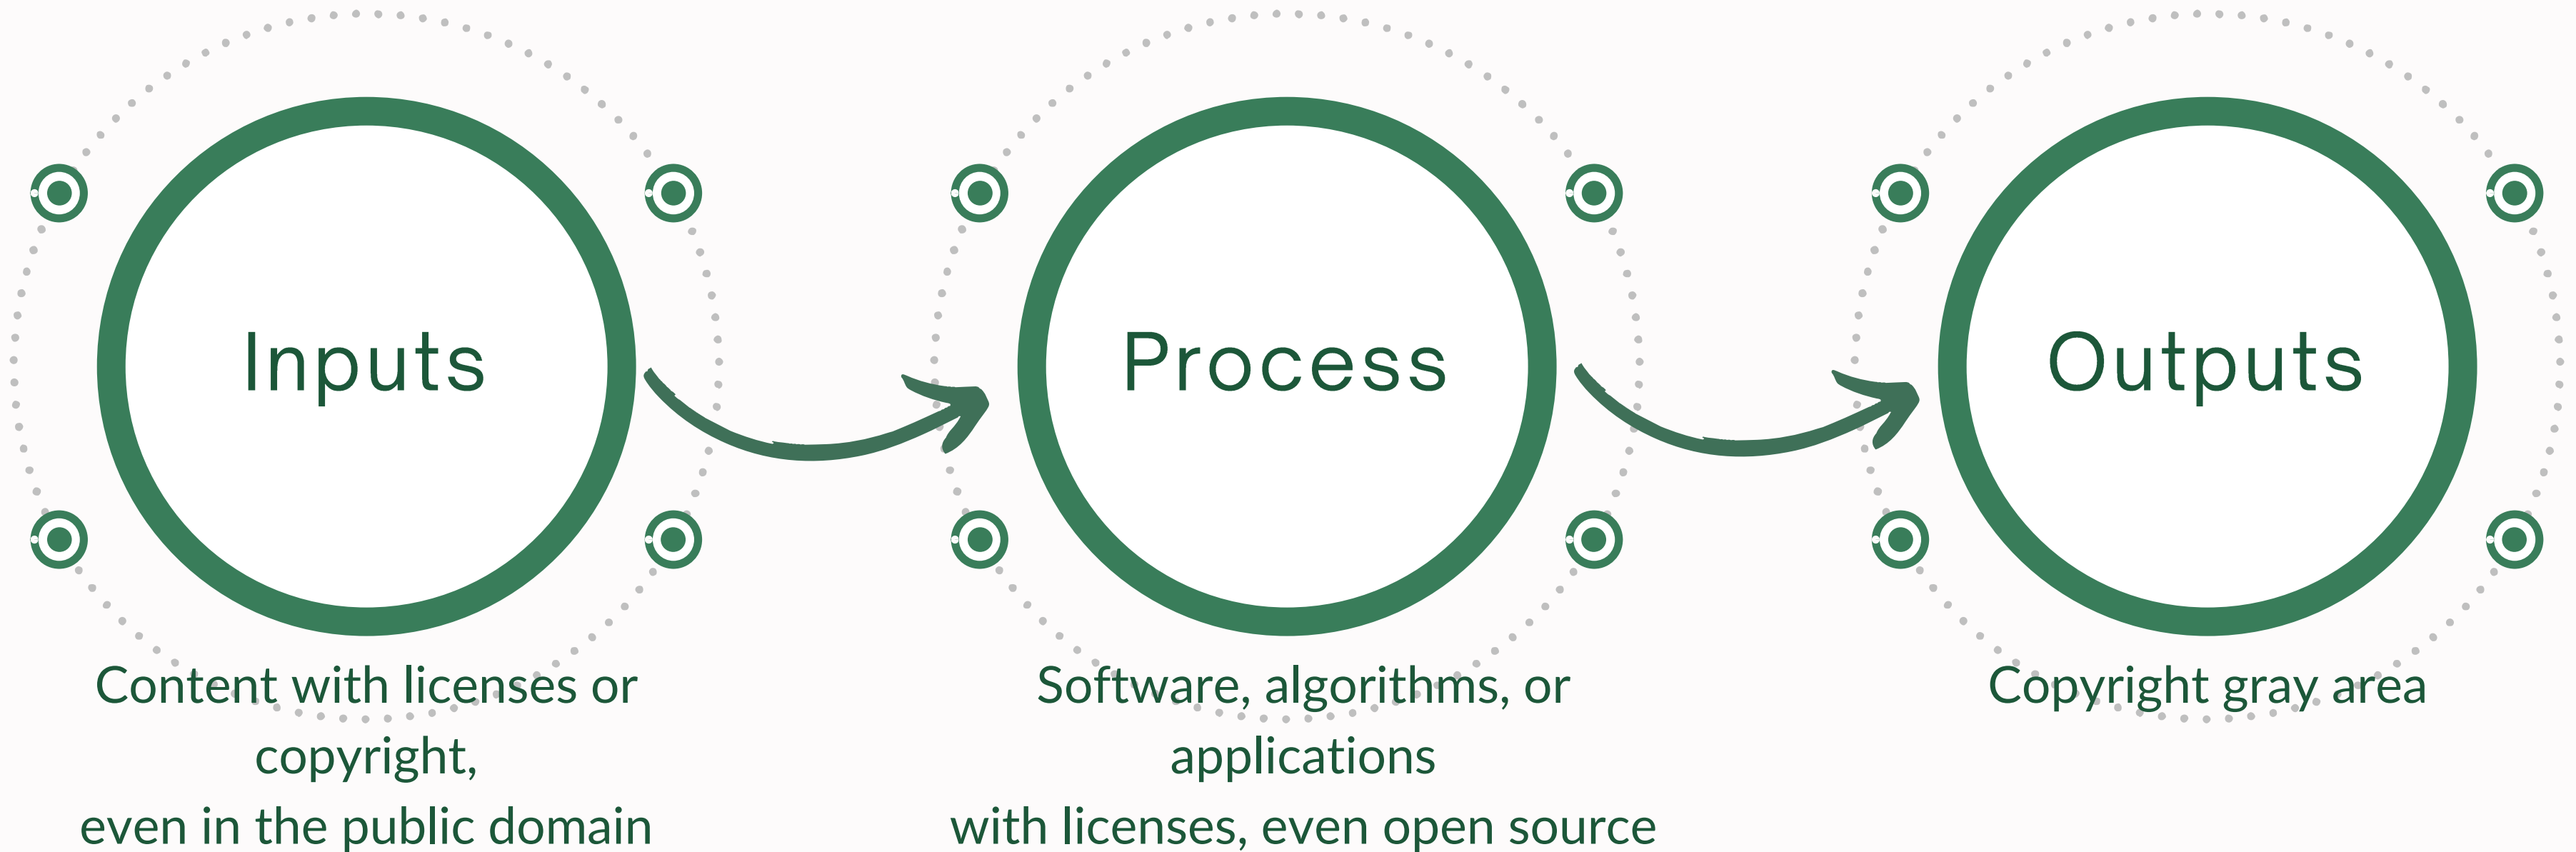 Inputs
Process
Outputs
Content with licenses or
copyright,
even in the public domain
Software, algorithms, or
applications
with licenses, even open source
Copyright gray area